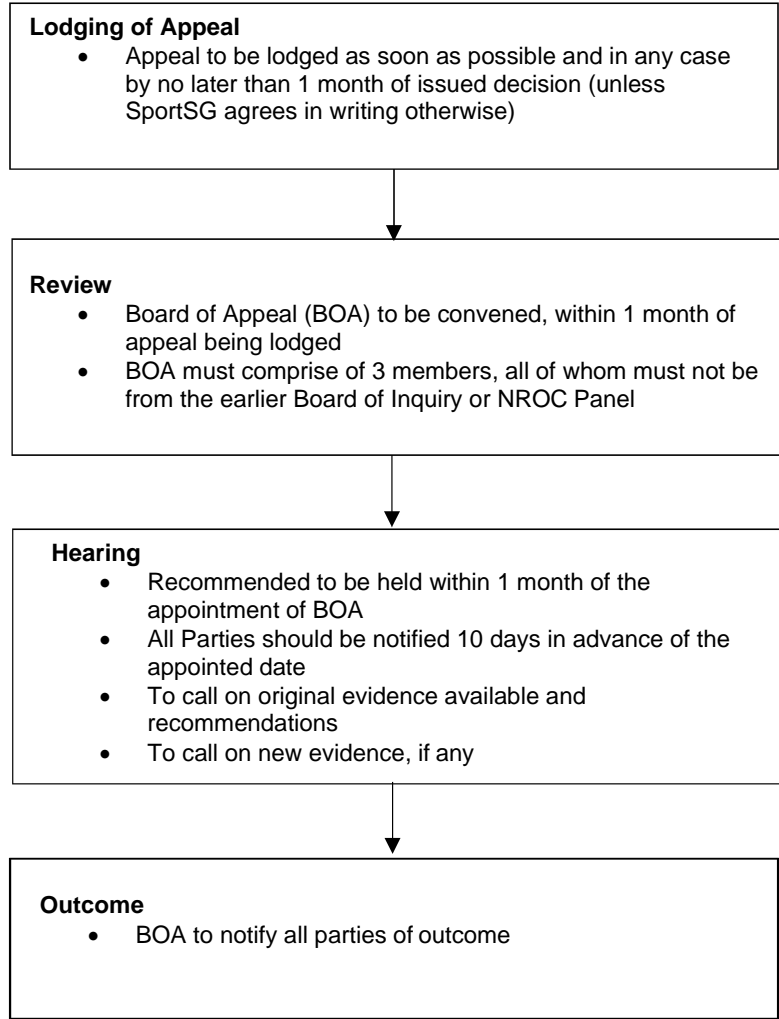 Lodging of Appeal
• Appeal to be lodged as soon as possible and in any case
by no later than 1 month of issued decision (unless
SportSG agrees in writing otherwise)
Review
• Board of Appeal (BOA) to be convened, within 1 month of
appeal being lodged
• BOA must comprise of 3 members, all of whom must not be
from the earlier Board of Inquiry or NROC Panel
Hearing
• Recommended to be held within 1 month of the
appointment of BOA
• All Parties should be notified 10 days in advance of the
appointed date
• To call on original evidence available and
recommendations
• To call on new evidence, if any
Outcome
• BOA to notify all parties of outcome